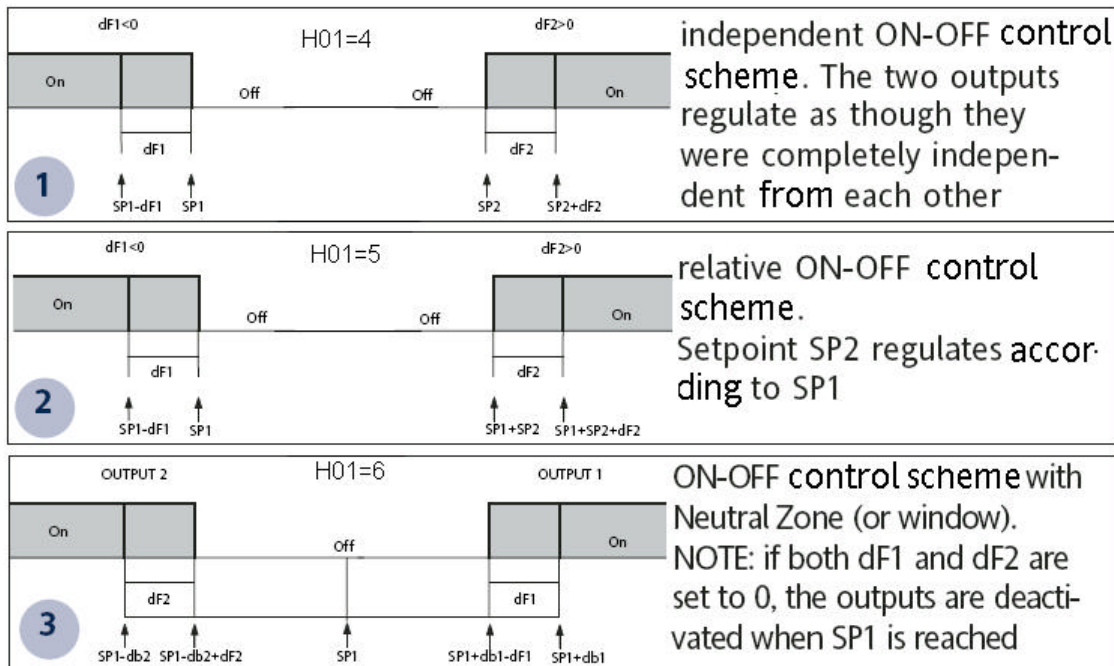 dF1<0
H01=4
dF2>0
On
Off
Off
On
dF1
dF2
1
SP1-dF1
SP1
SP2
SP2+dF2
independent ON-OFF control
scheme. The two outputs
regulate as though they
were completely indepen-
dent from each other
dF1<0
H01=5
dF2>0
On
Off
Off
On
dF1
dF2
2
SP1-dF1
SP1
SP1+SP2
SP1+SP2+dF2
relative ON-OFF control
scheme.
Setpoint SP2 regulates accor-
ding to SP1
OUTPUT 2
H01=6
OUTPUT 1
On
Off
On
dF2
dF1
3
SP1-db2
SP1-db2+dF2
SP1
SP1+db1-dF1
SP1+db1
ON-OFF control scheme with
Neutral Zone (or window).
NOTE: if both dF1 and dF2 are
set to 0, the outputs are deacti-
vated when SP1 is reached